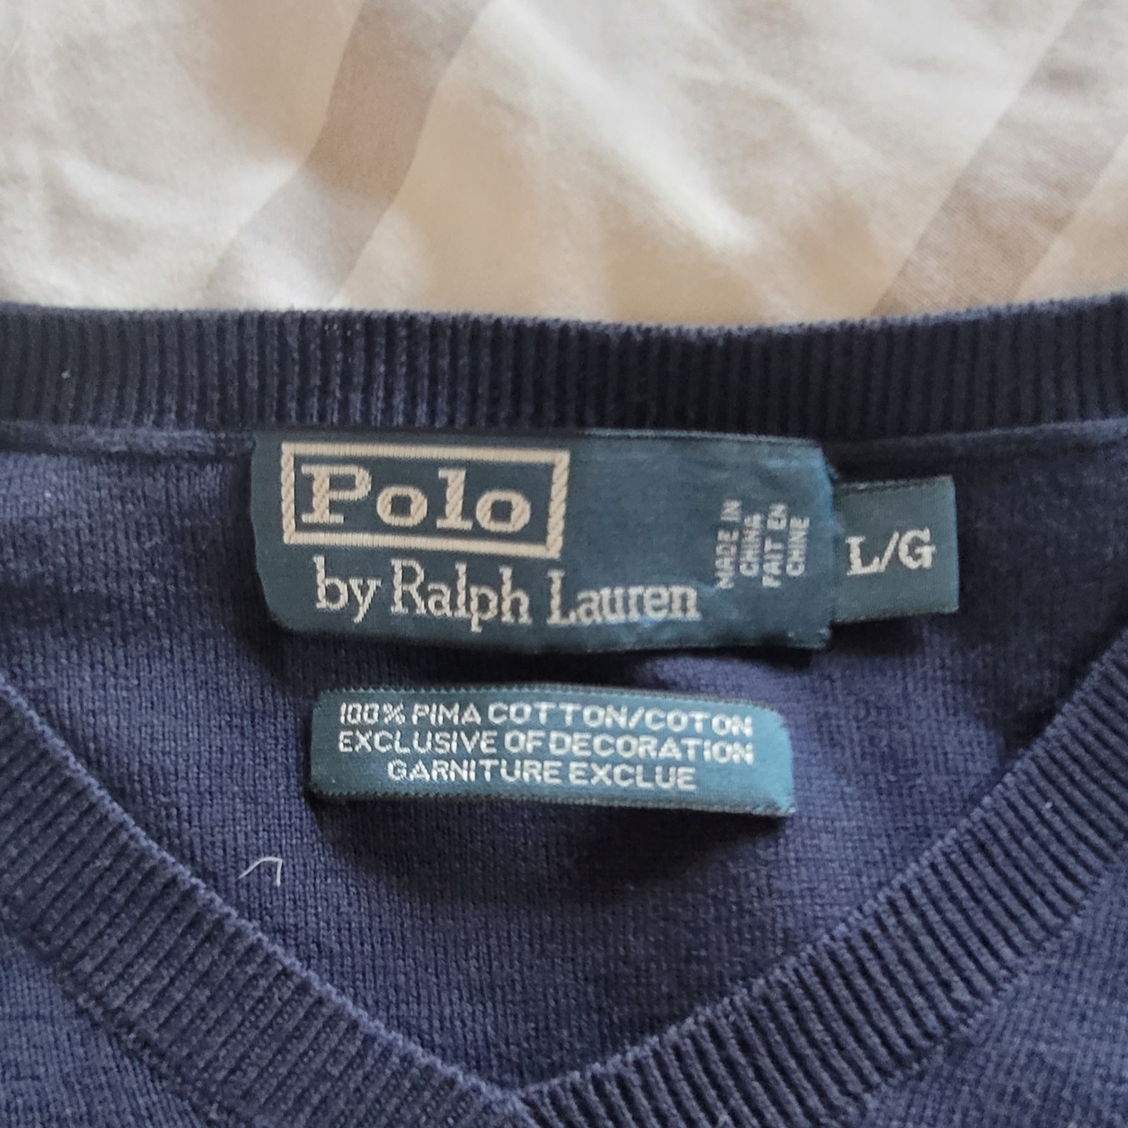 Polo
by Ralph Lauren
MADE IN
CHINA
FAIT EN
CHINE
L/G
100% PIMA COTTON/COTON
EXCLUSIVE OF DECORATION
GARNITURE EXCLUE